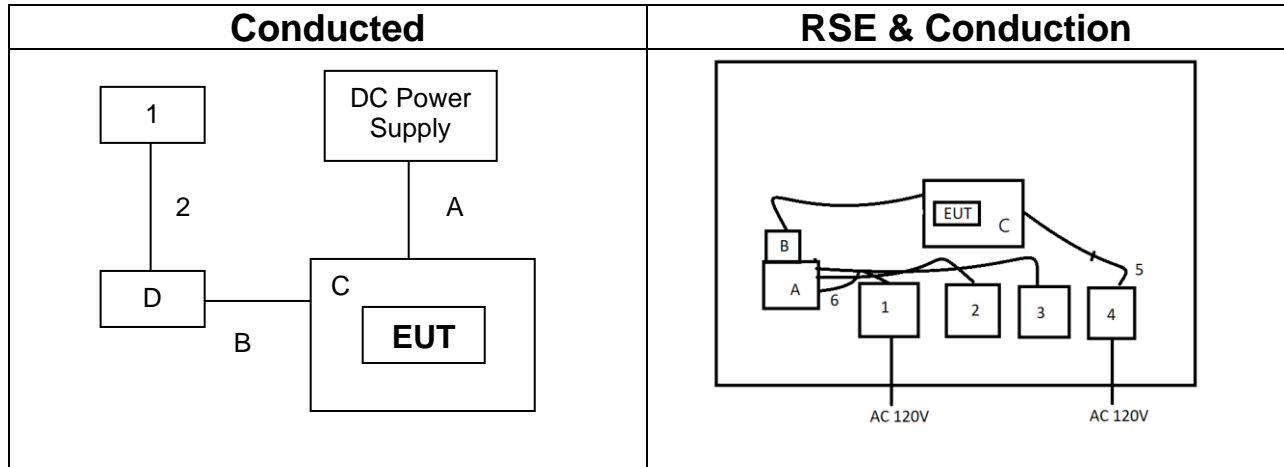 Conducted
RSE & Conduction
1
DC Power
Supply
2
A
D
B
C
EUT
EUT
C
B
A
6
1
2
3
4
5
AC 120V
AC 120V